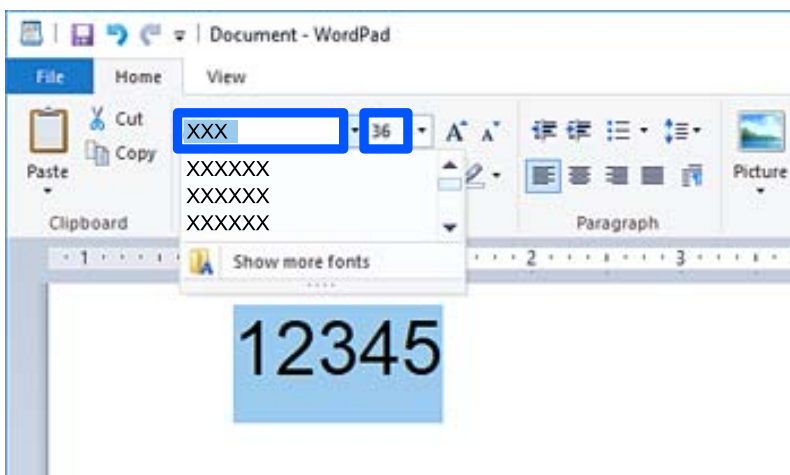 Document - WordPad
File Home View
Cut
XXX 36 A A
Copy
Paste
XXXXXX
Picture
XXXXXX
Clipboard XXXXXX Paragraph
1 Show more fonts 2 3
12345